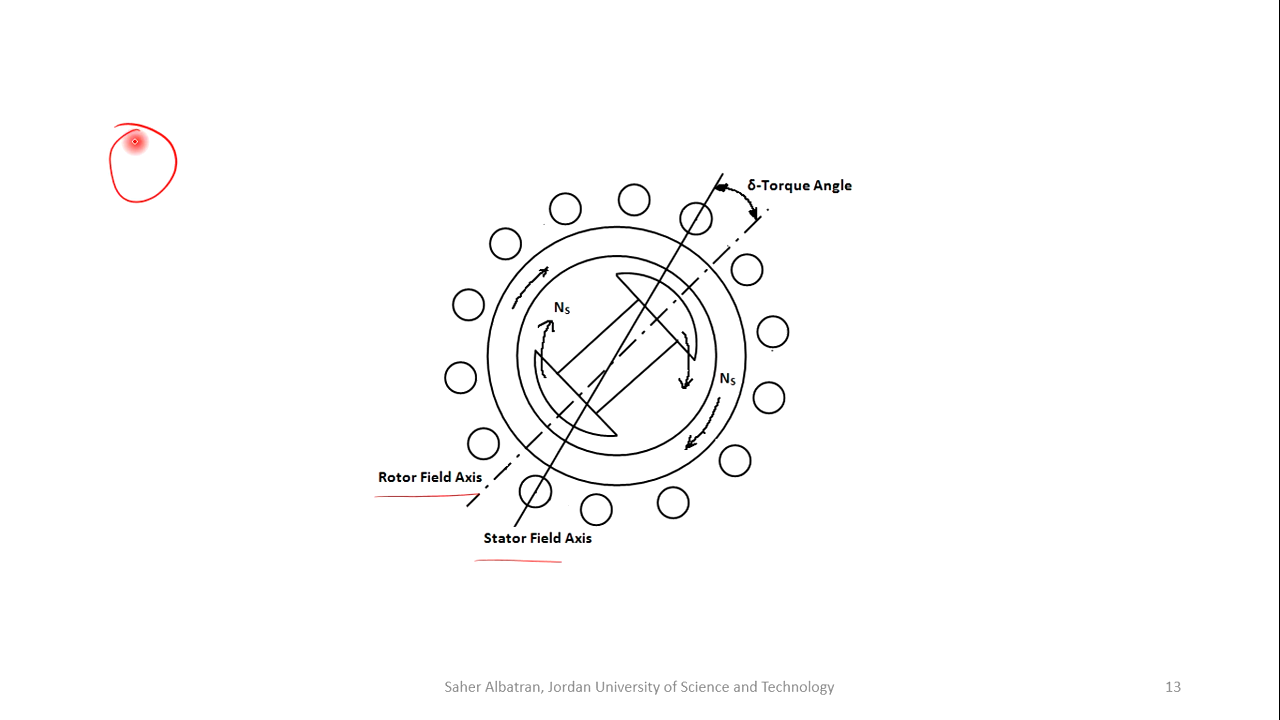 δ-Torque Angle
Nₛ
Nₛ
Rotor Field Axis
Stator Field Axis
Saher Albatran, Jordan University of Science and Technology
13